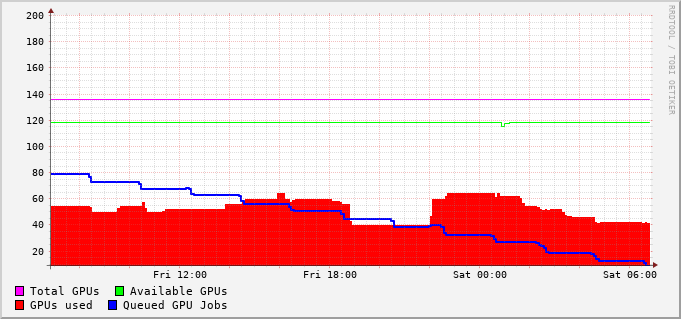 200
180
160
140
120
100
80
60
40
20
Fri 12:00 Fri 18:00 Sat 00:00 Sat 06:00
Total GPUs Available GPUs
GPUs used Queued GPU Jobs
RRDTOOL / TOBI OETIKER